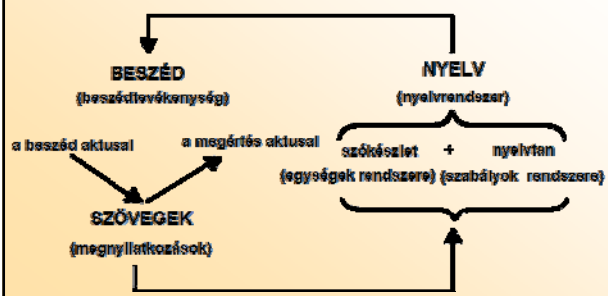 BESZÉD
(beszédtevékenység)
NYELV
(nyelvrendszer)
a beszéd aktusai
a megértés aktusai
szókészlet + nyelvtan
(egységek rendszere) (szabályok rendszere)
SZÖVEGEK
(megnyilatkozások)